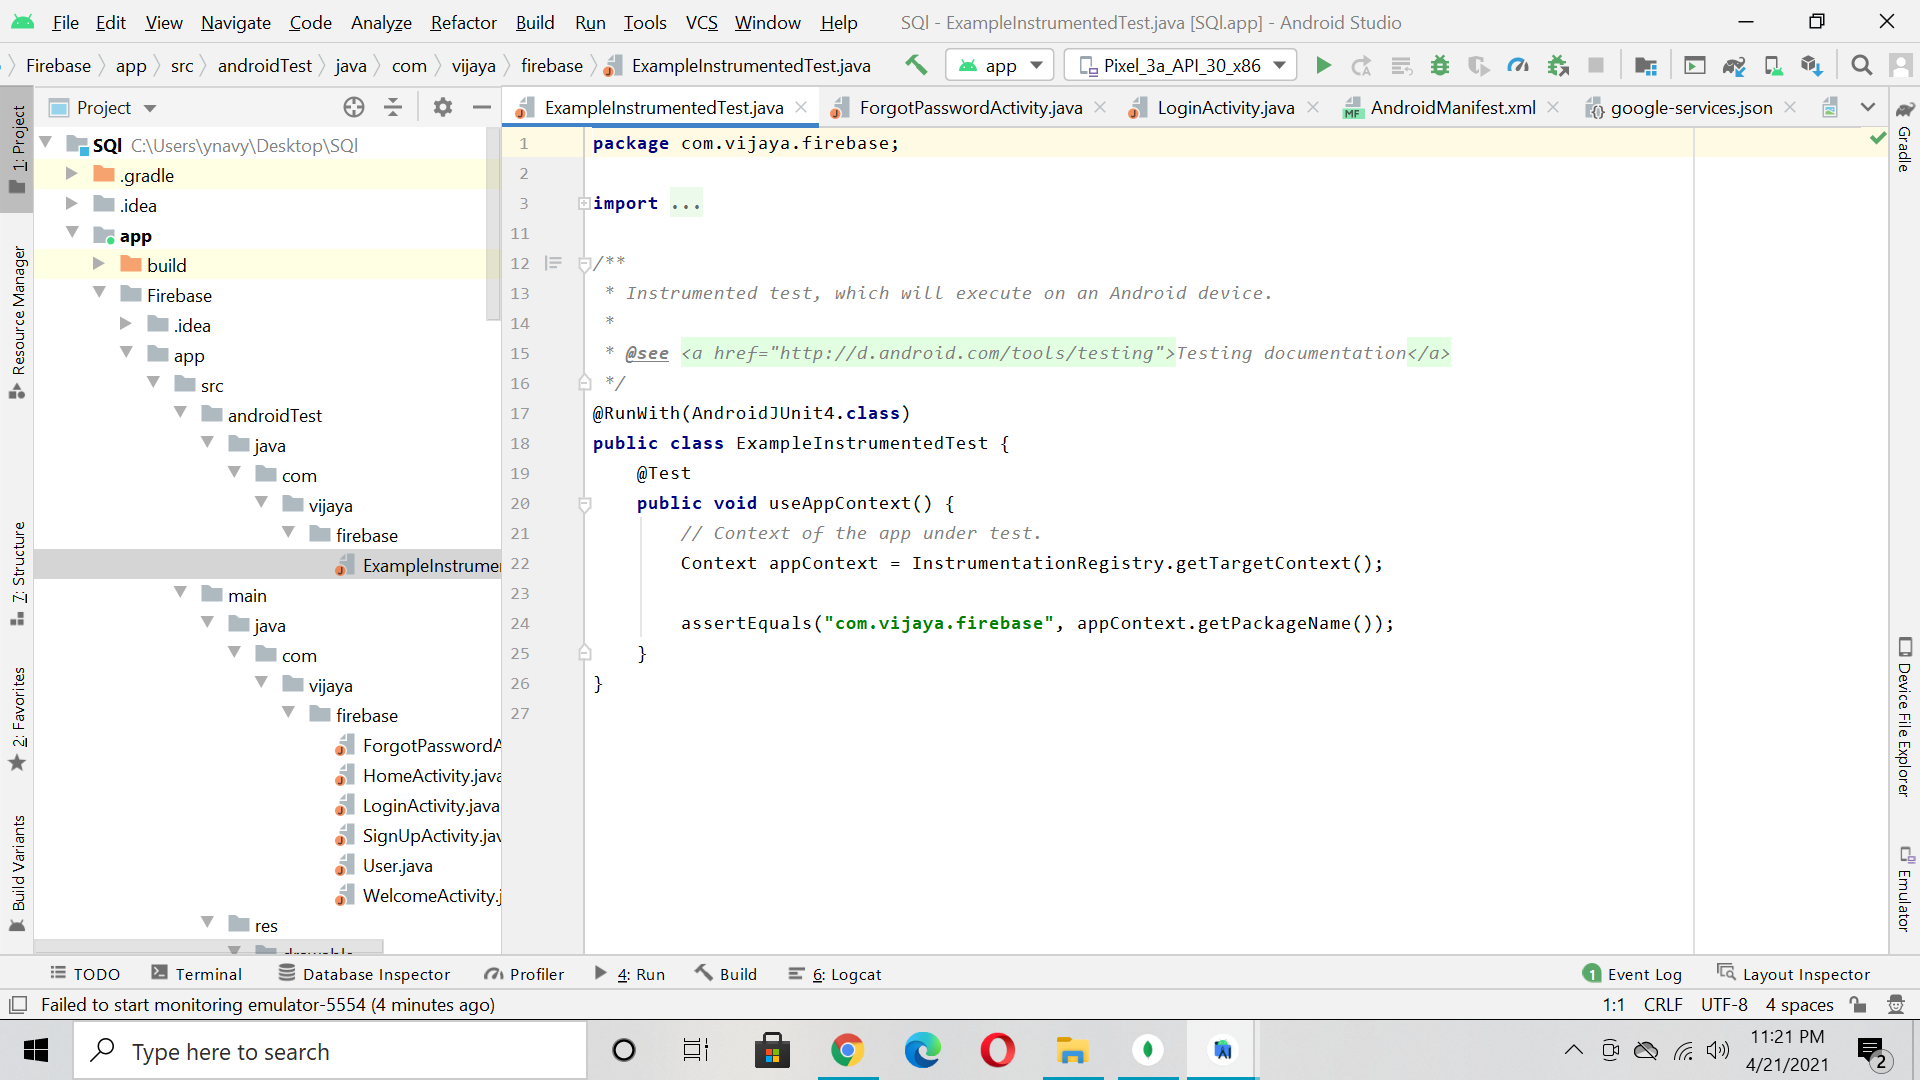 File Edit View Navigate Code Analyze Refactor Build Run Tools VCS Window Help SQl - ExampleInstrumentedTest.java [SQl.app] - Android Studio
Firebase app src androidTest java com vijaya firebase ExampleInstrumentedTest.java app Pixel_3a_API_30_x86
Project ExampleInstrumentedTest.java ForgotPasswordActivity.java LoginActivity.java AndroidManifest.xml google-services.json
1: Project
Resource Manager
7: Structure
2: Favorites
Build Variants
SQl C:\Users\ynavy\Desktop\SQl
.gradle
.idea
app
build
Firebase
.idea
app
src
androidTest
java
com
vijaya
firebase
ExampleInstrumen
main
java
com
vijaya
firebase
ForgotPasswordA
HomeActivity.java
LoginActivity.java
SignUpActivity.jav
User.java
WelcomeActivity.j
res
drawable
1 package com.vijaya.firebase;
2
3 import ...
11
12 /**
13 * Instrumented test, which will execute on an Android device.
14 *
15 * @see <a href="http://d.android.com/tools/testing">Testing documentation</a>
16 */
17 @RunWith(AndroidJUnit4.class)
18 public class ExampleInstrumentedTest {
19 @Test
20 public void useAppContext() {
21 // Context of the app under test.
22 Context appContext = InstrumentationRegistry.getTargetContext();
23
24 assertEquals("com.vijaya.firebase", appContext.getPackageName());
25 }
26 }
27
Gradle
Device File Explorer
Emulator
TODO Terminal Database Inspector Profiler 4: Run Build 6: Logcat 1 Event Log Layout Inspector
Failed to start monitoring emulator-5554 (4 minutes ago) 1:1 CRLF UTF-8 4 spaces
Type here to search
11:21 PM
4/21/2021
2